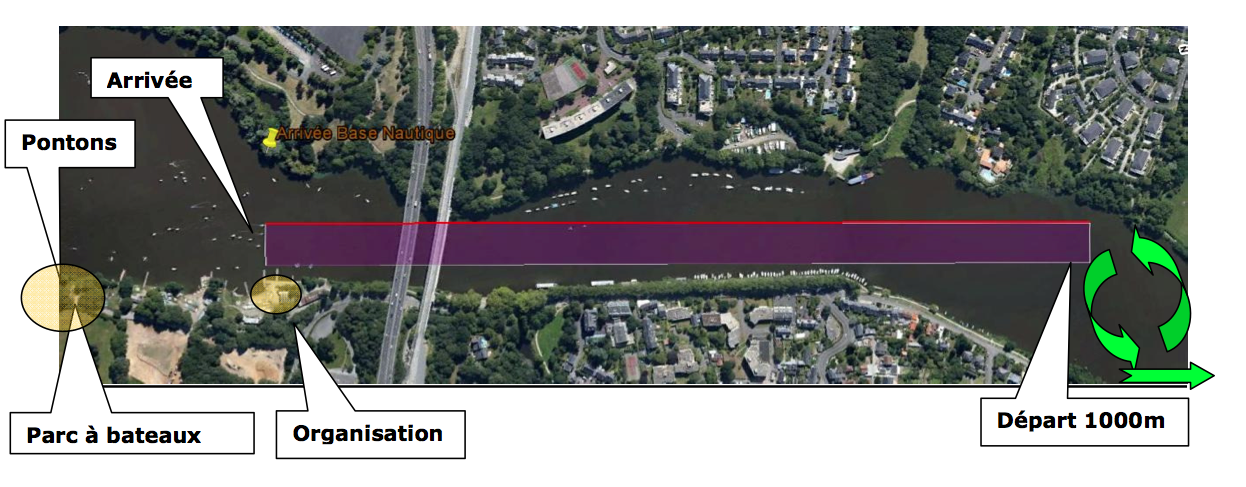 Arrivée
Pontons
Arrivée Base Nautique
Parc à bateaux
Organisation
Départ 1000m